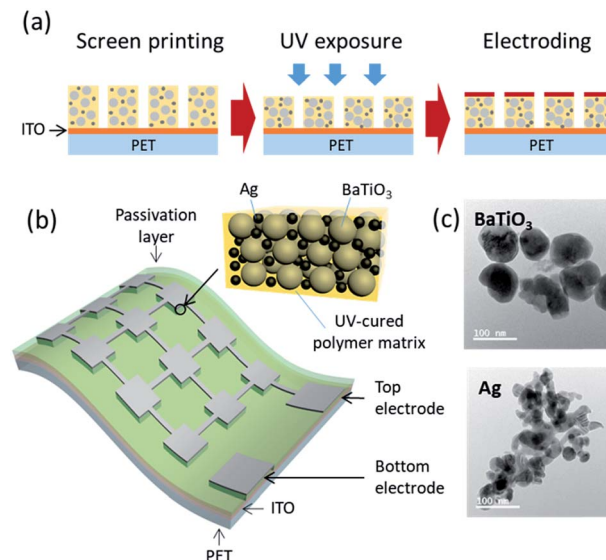 (a)
Screen printing
UV exposure
Electroding
ITO
PET
PET
PET
(b)
Ag
BaTiO₃
Passivation
layer
UV-cured
polymer matrix
Top
electrode
Bottom
electrode
ITO
PET
(c)
BaTiO₃
100 nm
Ag
100 nm